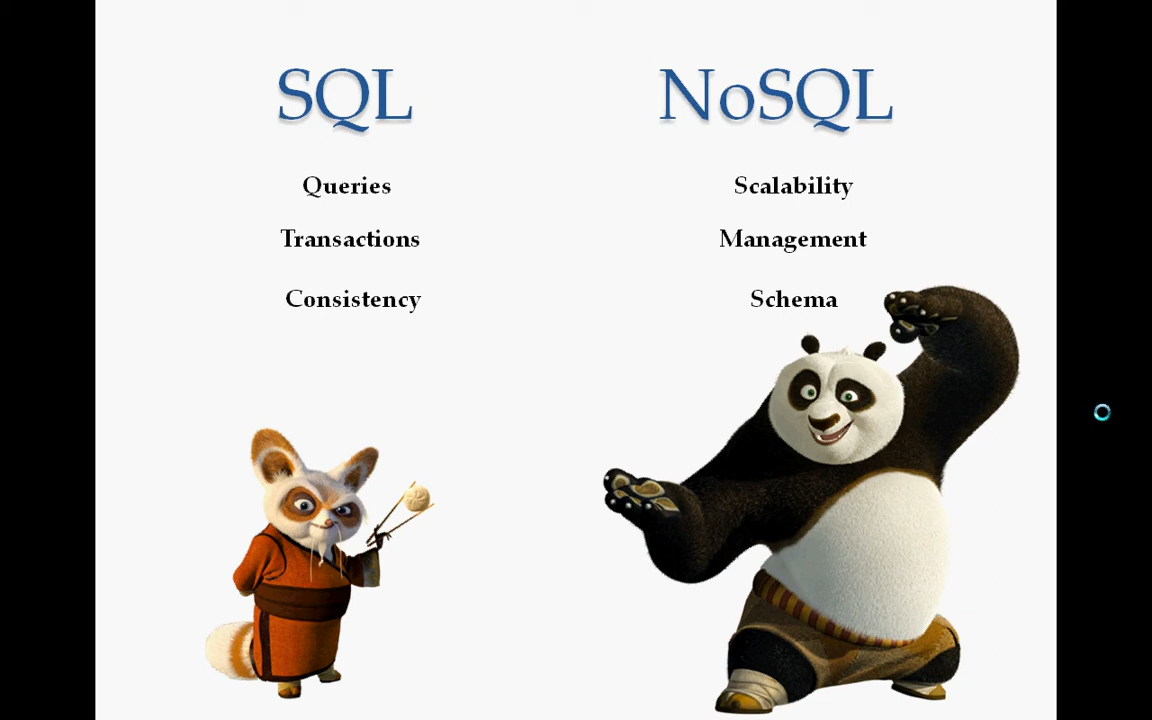 SQL
Queries
Transactions
Consistency
NoSQL
Scalability
Management
Schema